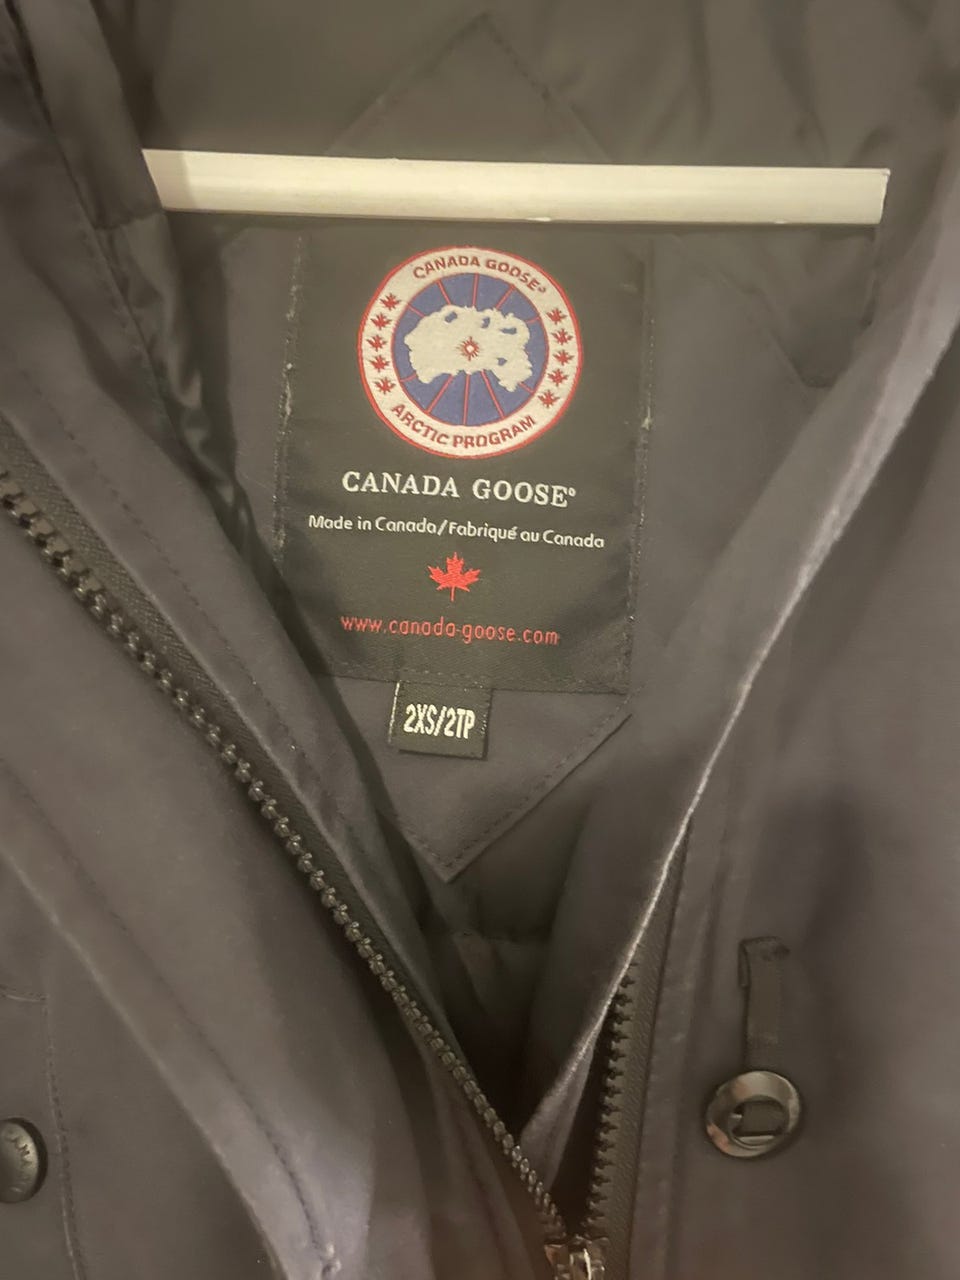 CANADA GOOSE®
ARCTIC PROGRAM
CANADA GOOSE®
Made in Canada/Fabriqué au Canada
www.canada-goose.com
2XS/2TP